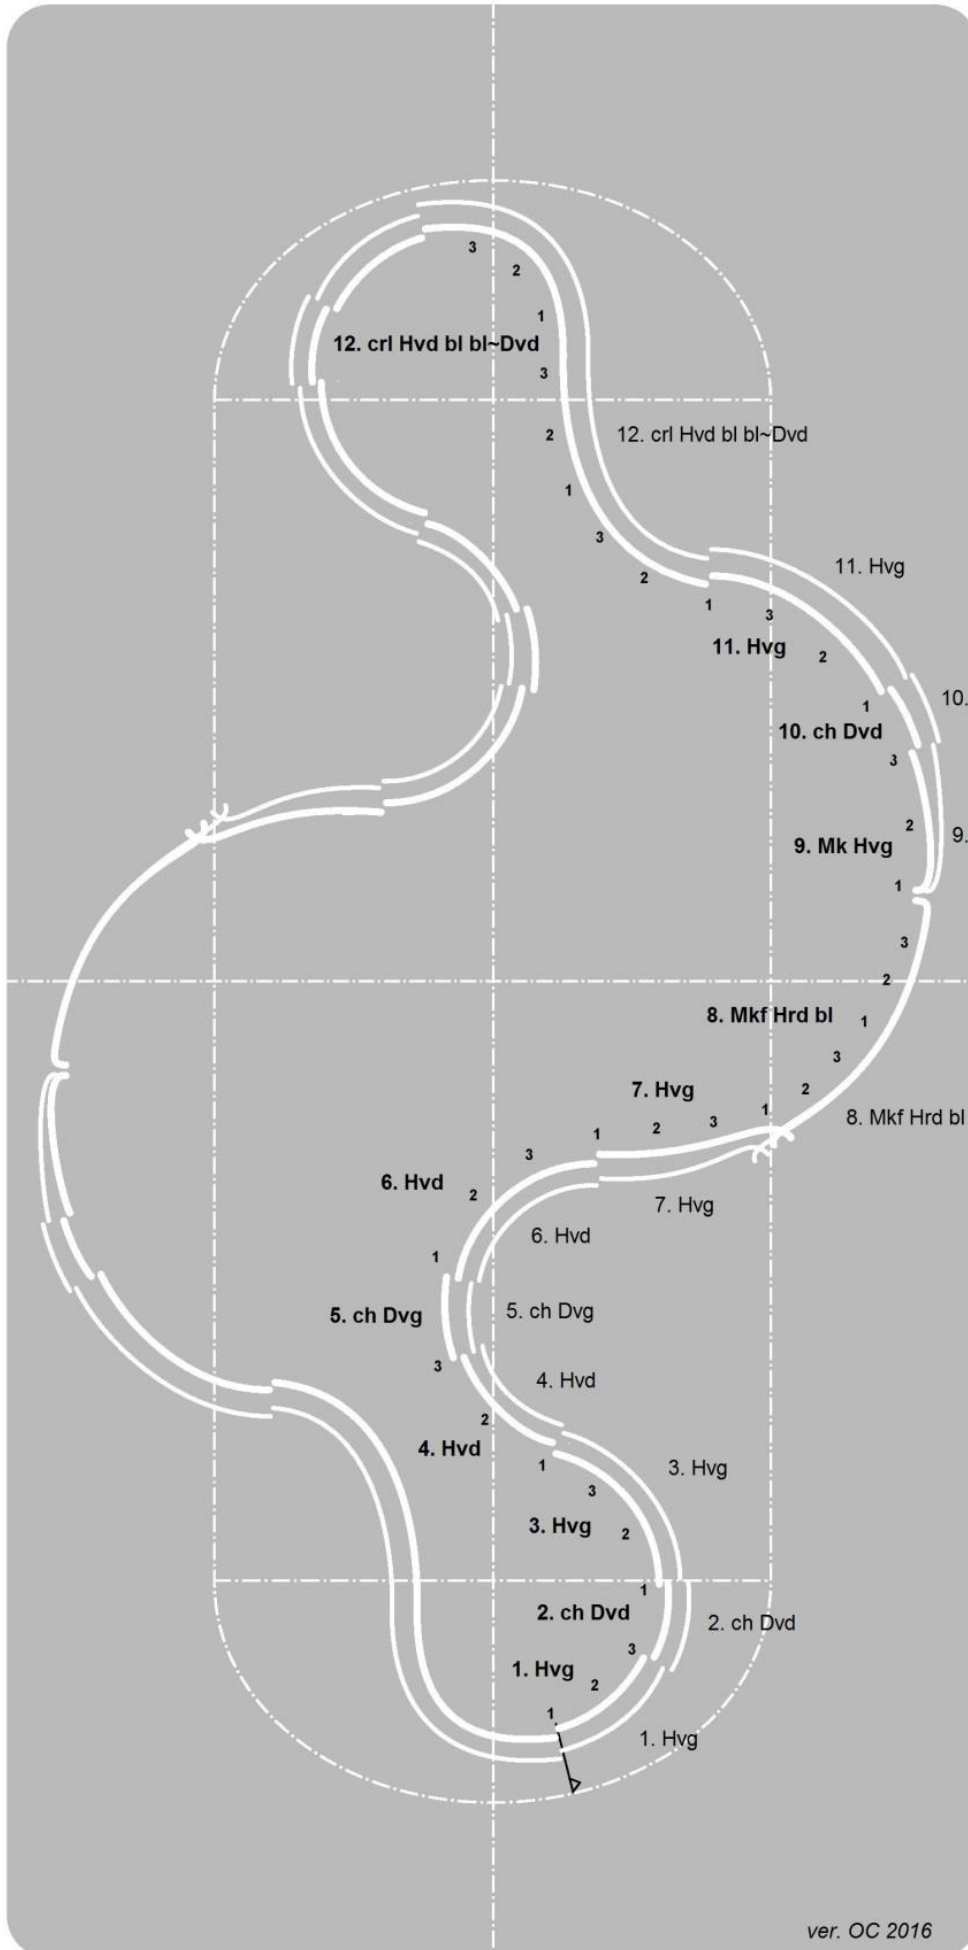 3
2
1
12. crl Hvd bl bl~Dvd
3
2
12. crl Hvd bl bl~Dvd
1
3
2
11. Hvg
1
3
11. Hvg
2
10.
1
10. ch Dvd
3
2
9.
9. Mk Hvg
1
3
2
8. Mkf Hrd bl
1
3
7. Hvg
2
1
8. Mkf Hrd bl
3
2
1
3
6. Hvd
2
7. Hvg
6. Hvd
1
5. ch Dvg
5. ch Dvg
3
4. Hvd
2
4. Hvd
1
3. Hvg
3
3. Hvg
2
1
2. ch Dvd
2. ch Dvd
3
1. Hvg
2
1
1. Hvg
ver. OC 2016